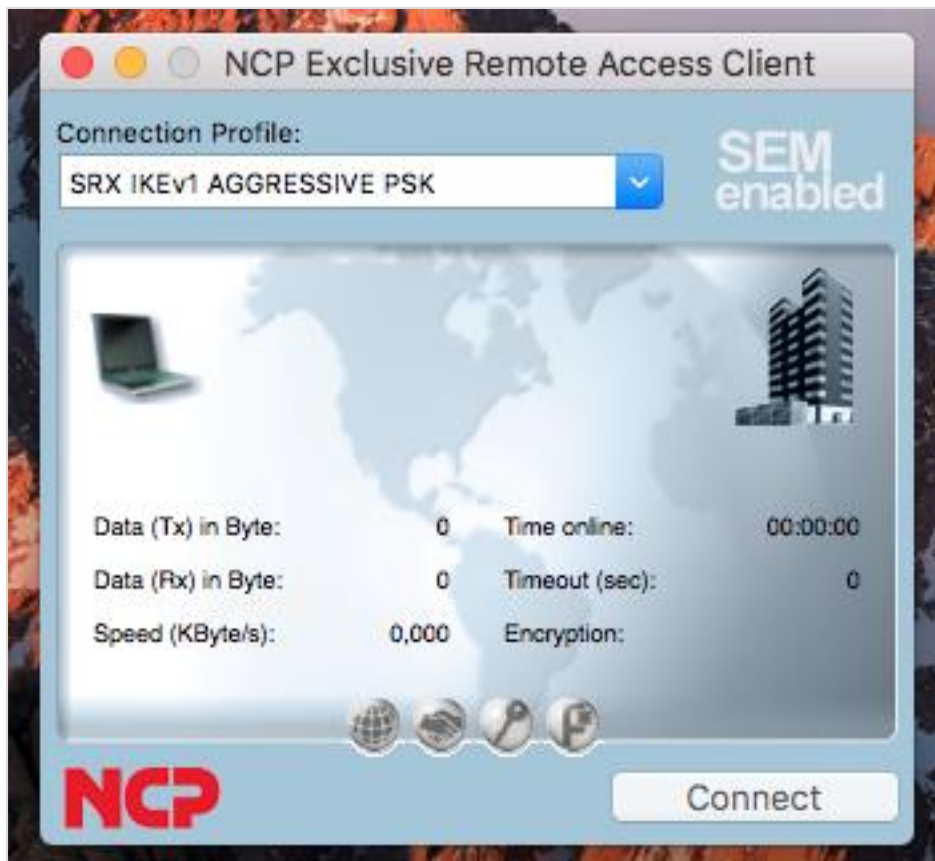 NCP Exclusive Remote Access Client
Connection Profile:
SRX IKEv1 AGGRESSIVE PSK
SEM
enabled
Data (Tx) in Byte: 0 Time online: 00:00:00
Data (Rx) in Byte: 0 Timeout (sec): 0
Speed (KByte/s): 0,000 Encryption:
NCP
Connect